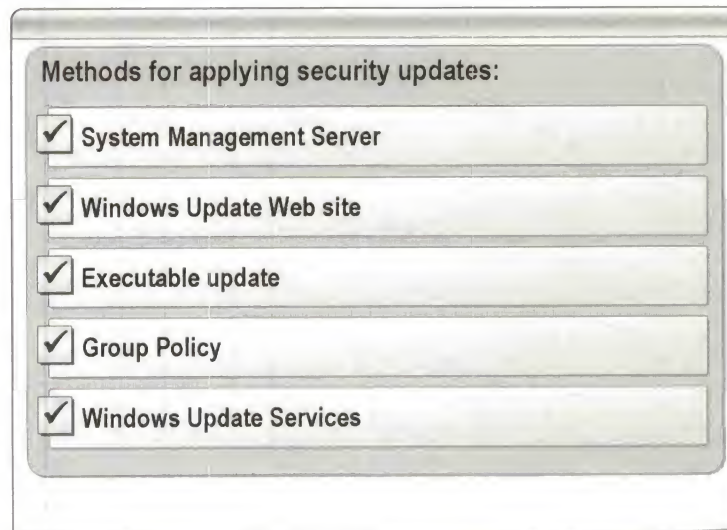 Methods for applying security updates:
System Management Server
Windows Update Web site
Executable update
Group Policy
Windows Update Services